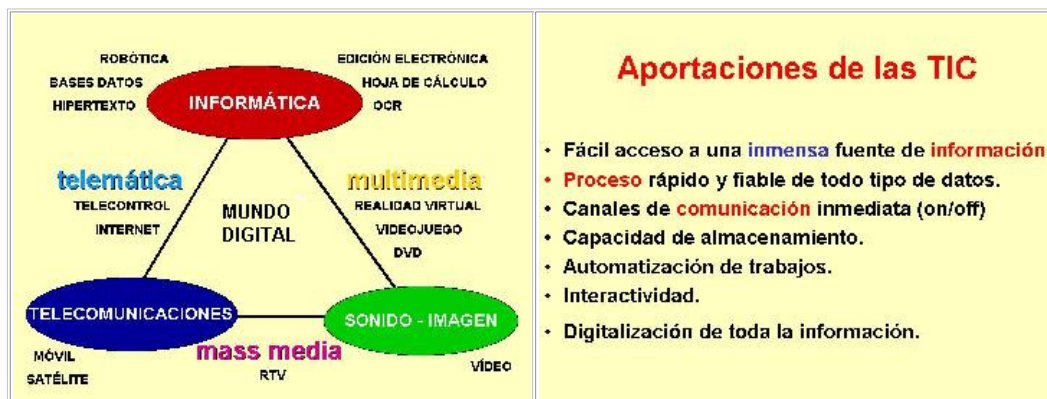 ROBÓTICA
BASES DATOS
HIPERTEXTO
INFORMÁTICA
EDICIÓN ELECTRÓNICA
HOJA DE CÁLCULO
OCR
telemática
TELECONTROL
INTERNET
MUNDO
DIGITAL
multimedia
REALIDAD VIRTUAL
VIDEOJUEGO
DVD
TELECOMUNICACIONES
SONIDO - IMAGEN
MÓVIL
SATÉLITE
mass media
RTV
VÍDEO
Aportaciones de las TIC
• Fácil acceso a una inmensa fuente de información
• Proceso rápido y fiable de todo tipo de datos.
• Canales de comunicación inmediata (on/off)
• Capacidad de almacenamiento.
• Automatización de trabajos.
• Interactividad.
• Digitalización de toda la información.